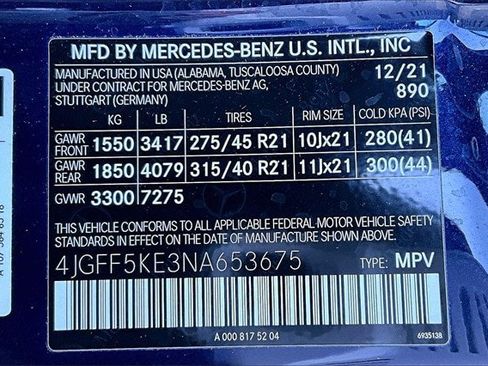 MFD BY MERCEDES-BENZ U.S. INTL., INC
MANUFACTURED IN USA (ALABAMA, TUSCALOOSA COUNTY) 12/21
UNDER CONTRACT FOR MERCEDES-BENZ AG, 890
STUTTGART (GERMANY)
KG LB TIRES RIM SIZE COLD KPA (PSI)
GAWR FRONT 1550 3417 275/45 R21 10Jx21 280(41)
GAWR REAR 1850 4079 315/40 R21 11Jx21 300(44)
GVWR 3300 7275
THIS VEHICLE CONFORMS TO ALL APPLICABLE FEDERAL MOTOR VEHICLE SAFETY
STANDARDS IN EFFECT ON THE DATE OF MANUFACTURE SHOWN ABOVE.
4JGFF5KE3NA653675 TYPE: MPV
A 000 817 52 04 6935138